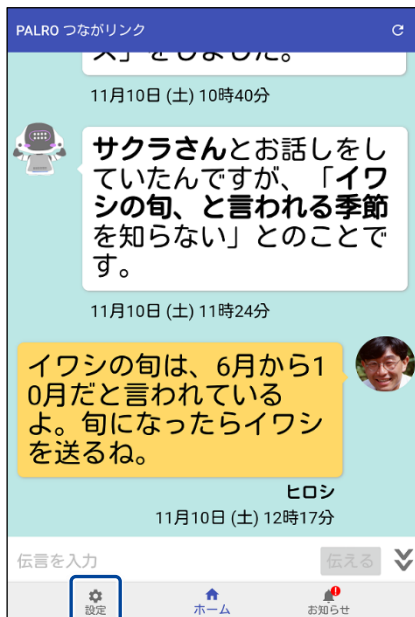 PALRO つながリンク
ス」をしました。
11月10日 (土) 10時40分
サクラさんとお話しをし
ていたんですが、「イワ
シの旬、と言われる季節
を知らない」とのことで
す。
11月10日 (土) 11時24分
イワシの旬は、6月から1
0月だと言われている
よ。旬になったらイワシ
を送るね。
ヒロシ
11月10日 (土) 12時17分
伝言を入力
伝える
設定
ホーム
お知らせ